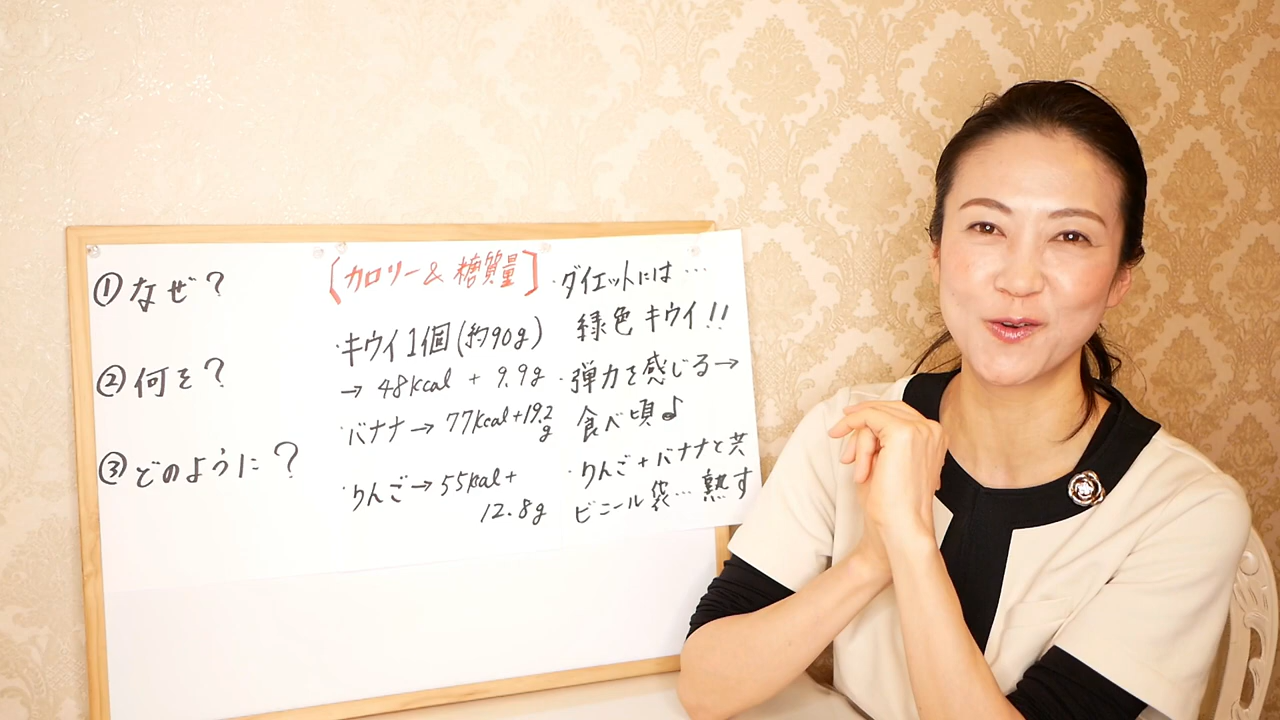 ①なぜ?
②何を?
③どのように?
[カロリー&糖質量]
・キウイ1個(約90g)
→48kcal + 9.9g
・バナナ→77kcal+19.2g
・りんご→55kcal+
12.8g
・ダイエットには…
緑色キウイ!!
・弾力を感じる→
食べ頃♪
・りんご+バナナと共
ビニール袋…熟す